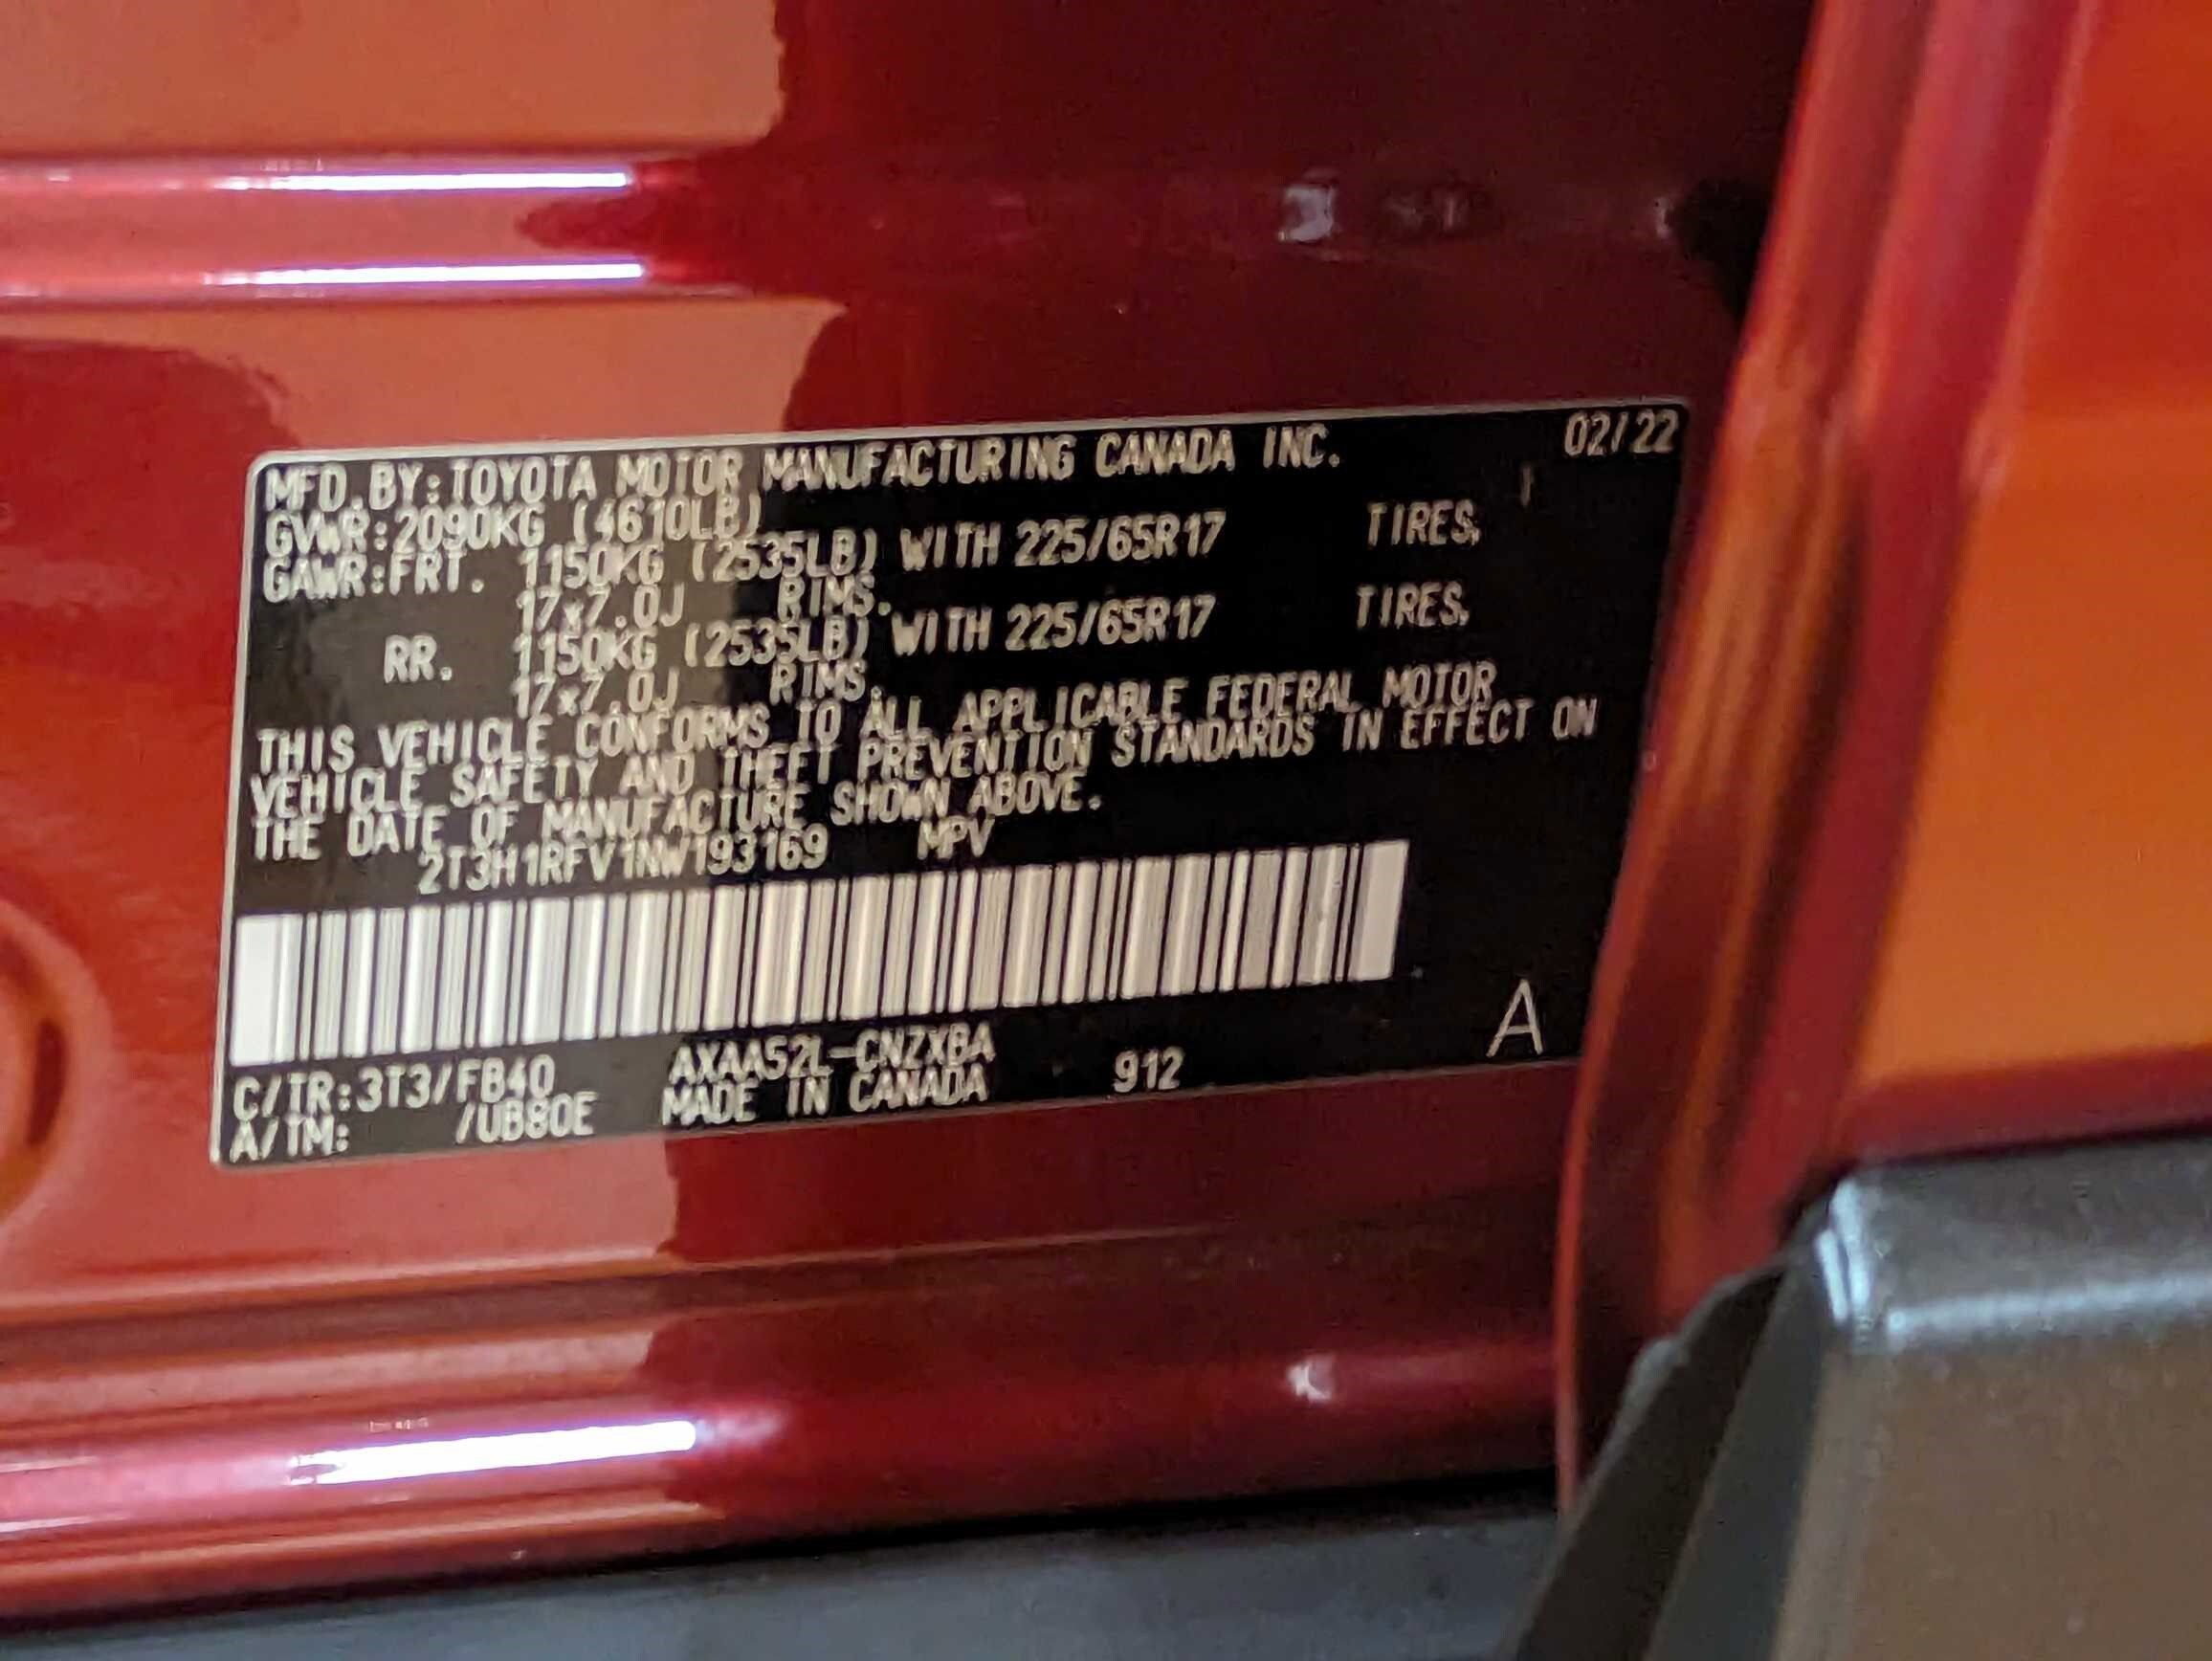 MFD.BY:TOYOTA MOTOR MANUFACTURING CANADA INC. 02/22
GVWR:2090KG (4610LB)
GAWR:FRT. 1150KG (2535LB) WITH 225/65R17 TIRES,
17x7.0J RIMS.
RR. 1150KG (2535LB) WITH 225/65R17 TIRES,
17x7.0J RIMS.
THIS VEHICLE CONFORMS TO ALL APPLICABLE FEDERAL MOTOR
VEHICLE SAFETY AND THEFT PREVENTION STANDARDS IN EFFECT ON
THE DATE OF MANUFACTURE SHOWN ABOVE.
2T3H1RFV1NW193169 MPV
A
C/TR:3T3/FB40 AXAA52L-CNZXBA 912
A/TM: /UB80E MADE IN CANADA